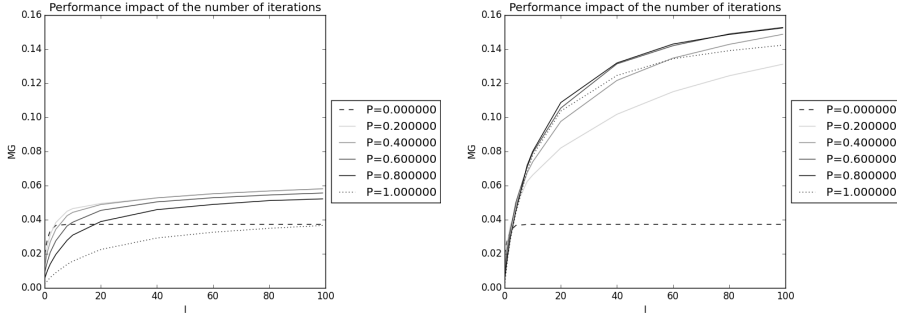 Performance impact of the number of iterations
0.16
0.14
0.12
0.10
0.08
0.06
0.04
0.02
0.00
MG
0
20
40
60
80
100
I
P=0.000000
P=0.200000
P=0.400000
P=0.600000
P=0.800000
P=1.000000
Performance impact of the number of iterations
0.16
0.14
0.12
0.10
0.08
0.06
0.04
0.02
0.00
MG
0
20
40
60
80
100
I
P=0.000000
P=0.200000
P=0.400000
P=0.600000
P=0.800000
P=1.000000